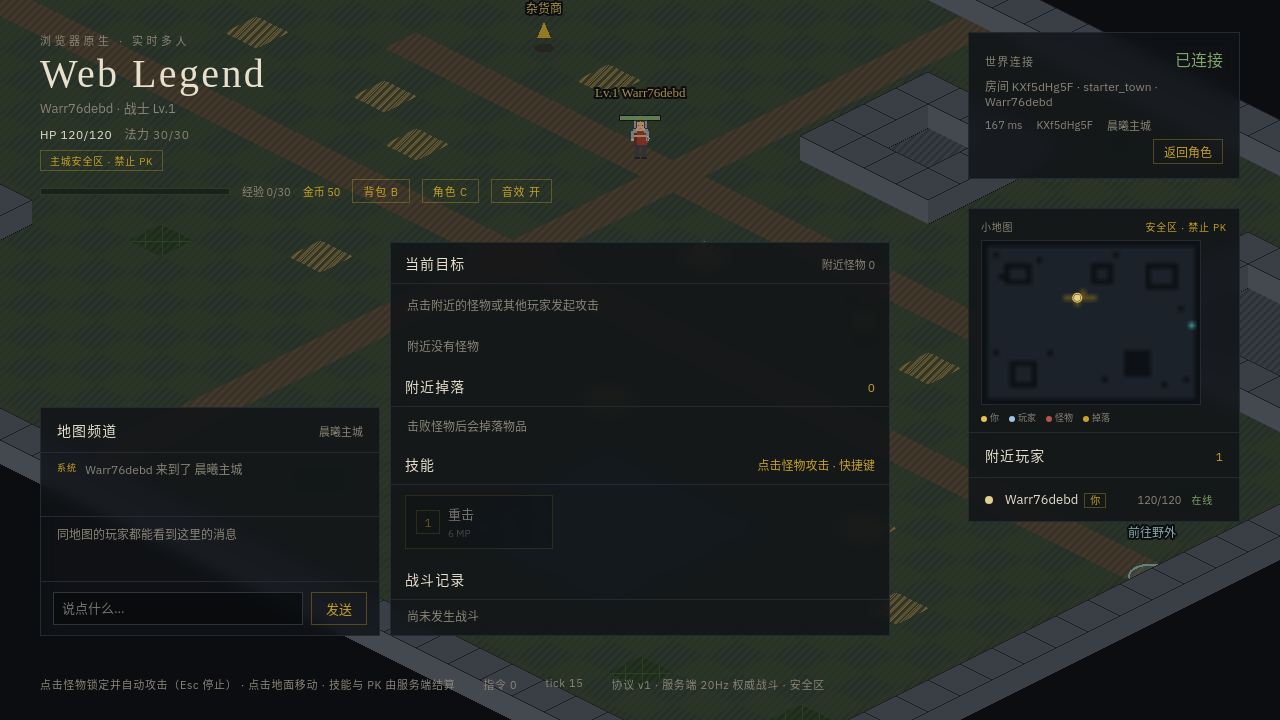 浏览器原生 · 实时多人
Web Legend
Warr76debd · 战士 Lv.1
HP 120/120 法力 30/30
主城安全区 · 禁止 PK
经验 0/30 金币 50 背包 B 角色 C 音效 开
杂货商
Lv.1 Warr76debd
世界连接 已连接
房间 KXf5dHg5F · starter_town ·
Warr76debd
167 ms KXf5dHg5F 晨曦主城
返回角色
小地图 安全区 · 禁止 PK
你 玩家 怪物 掉落
附近玩家 1
Warr76debd 你 120/120 在线
前往野外
当前目标 附近怪物 0
点击附近的怪物或其他玩家发起攻击
附近没有怪物
附近掉落 0
击败怪物后会掉落物品
技能 点击怪物攻击 · 快捷键
1 重击
6 MP
战斗记录
尚未发生战斗
地图频道 晨曦主城
系统 Warr76debd 来到了 晨曦主城
同地图的玩家都能看到这里的消息
说点什么… 发送
点击怪物锁定并自动攻击（Esc 停止） · 点击地面移动 · 技能与 PK 由服务端结算 指令 0 tick 15 协议 v1 · 服务端 20Hz 权威战斗 · 安全区